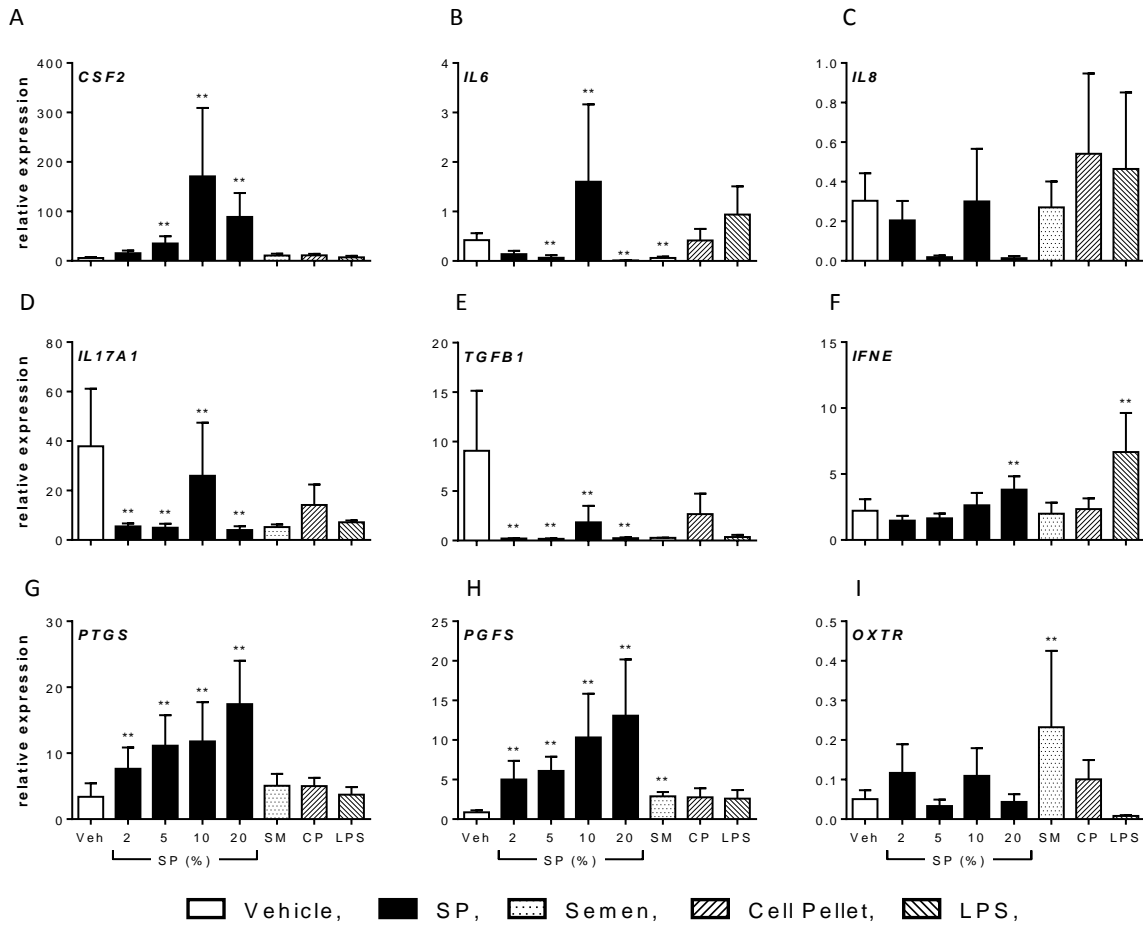 A
B
C
CSF2
IL6
IL8
relative expression
400
300
200
100
0
**
**
**
4
3
2
1
0
**
**
**
**
1.0
0.8
0.6
0.4
0.2
0.0
D
E
F
IL17A1
TGFB1
IFNE
relative expression
80
60
40
20
0
**
**
**
**
20
15
10
5
0
**
**
**
**
15
10
5
0
**
**
G
H
I
PTGS
PGFS
OXTR
relative expression
30
20
10
0
**
**
**
**
25
20
15
10
5
0
**
**
**
**
**
0.5
0.4
0.3
0.2
0.1
0.0
**
Veh 2 5 10 20 SM CP LPS
SP (%)
Veh 2 5 10 20 SM CP LPS
SP (%)
Veh 2 5 10 20 SM CP LPS
SP (%)
Vehicle, SP, Semen, Cell Pellet, LPS,